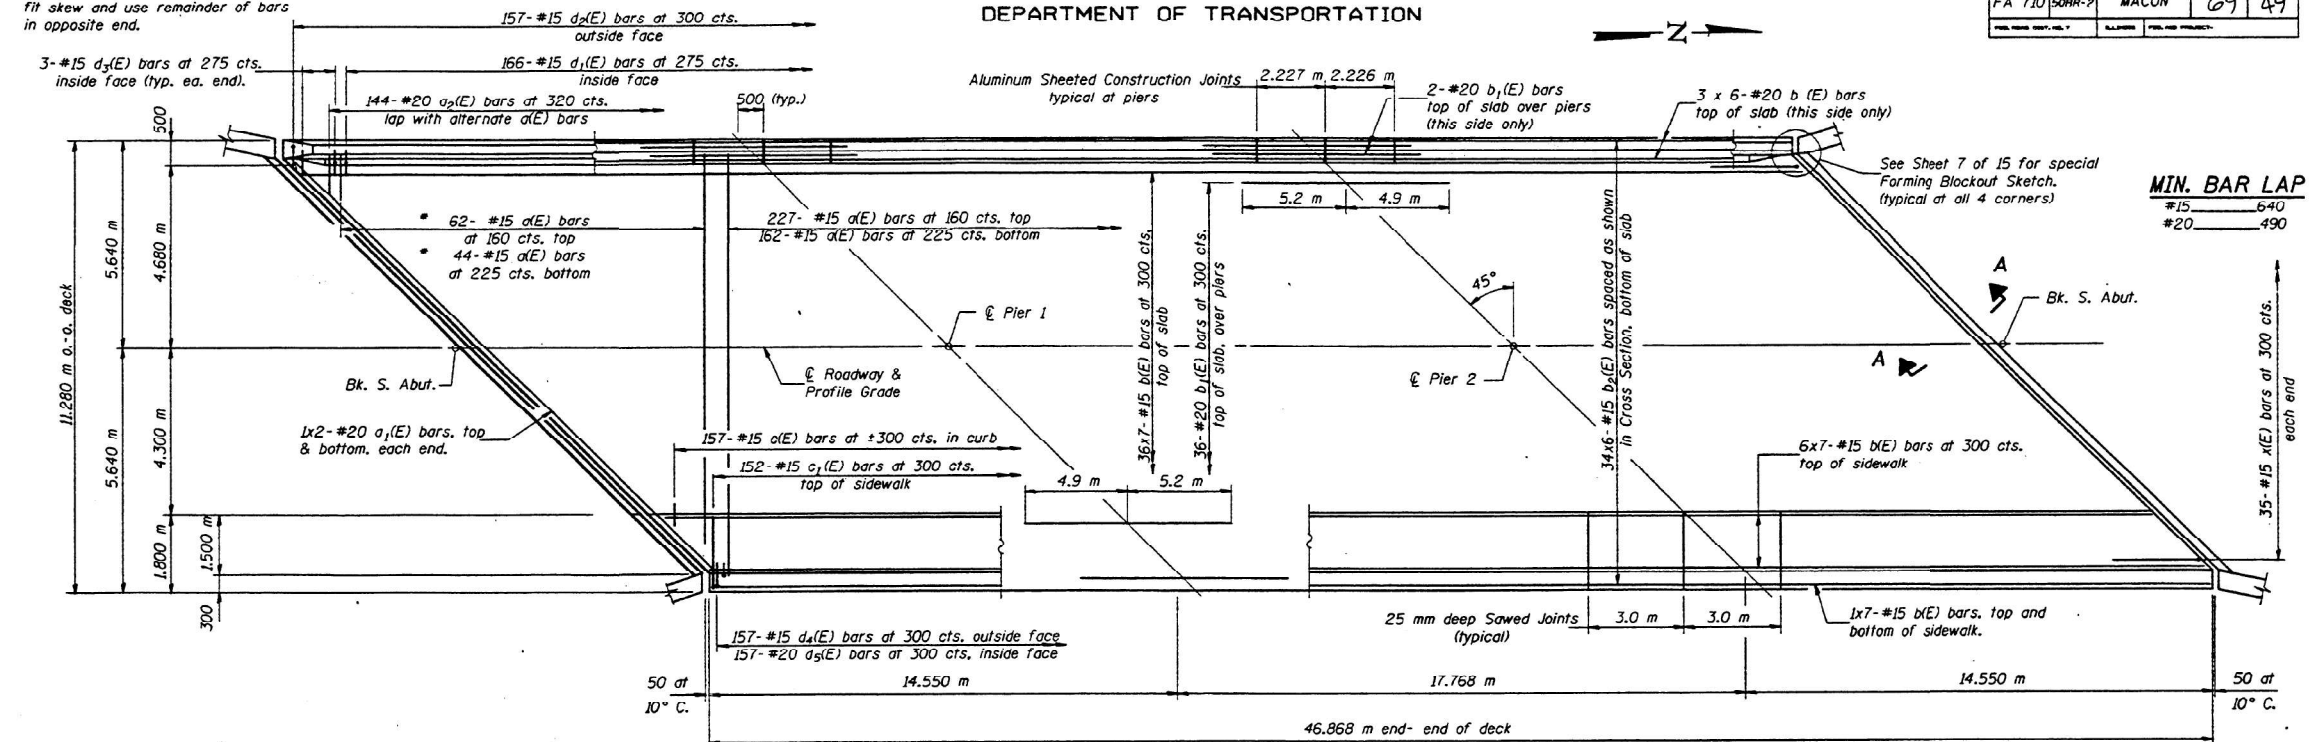 fit skew and use remainder of bars
in opposite end.
157- #15 d2(E) bars at 300 cts.
outside face
DEPARTMENT OF TRANSPORTATION
FA 710 50HR-? MACON 69 49
Z
3- #15 d3(E) bars at 275 cts.
inside face (typ. ea. end).
166- #15 d1(E) bars at 275 cts.
inside face
144- #20 a2(E) bars at 320 cts.
lap with alternate a(E) bars
500 (typ.)
Aluminum Sheeted Construction Joints
typical at piers
2.227 m 2.226 m
2- #20 b1(E) bars
top of slab over piers
(this side only)
3 x 6- #20 b (E) bars
top of slab (this side only)
See Sheet 7 of 15 for special
Forming Blockout Sketch.
(typical at all 4 corners)
MIN. BAR LAP
#15 640
#20 490
500
5.640 m
4.680 m
11.280 m o.-o. deck
* 62- #15 a(E) bars
at 160 cts. top
* 44- #15 a(E) bars
at 225 cts. bottom
227- #15 a(E) bars at 160 cts. top
162- #15 a(E) bars at 225 cts. bottom
5.2 m 4.9 m
36x7- #15 b(E) bars at 300 cts.
top of slab
36- #20 b1(E) bars at 300 cts.
top of slab, over piers
34x6- #15 b2(E) bars spaced as shown
in Cross Section, bottom of slab
45°
A
Bk. S. Abut.
A
35- #15 x(E) bars at 300 cts.
each end
℄ Pier 1
℄ Pier 2
Bk. S. Abut.
℄ Roadway &
Profile Grade
1x2- #20 a1(E) bars. top
& bottom. each end.
5.640 m
4.300 m
157- #15 c(E) bars at ±300 cts. in curb
152- #15 c1(E) bars at 300 cts.
top of sidewalk
4.9 m 5.2 m
6x7- #15 b(E) bars at 300 cts.
top of sidewalk
1.800 m
1.500 m
300
25 mm deep Sawed Joints
(typical)
3.0 m 3.0 m
1x7- #15 b(E) bars. top and
bottom of sidewalk.
157- #15 d4(E) bars at 300 cts. outside face
157- #20 d5(E) bars at 300 cts. inside face
50 at
10° C.
14.550 m
17.768 m
14.550 m
50 at
10° C.
46.868 m end- end of deck